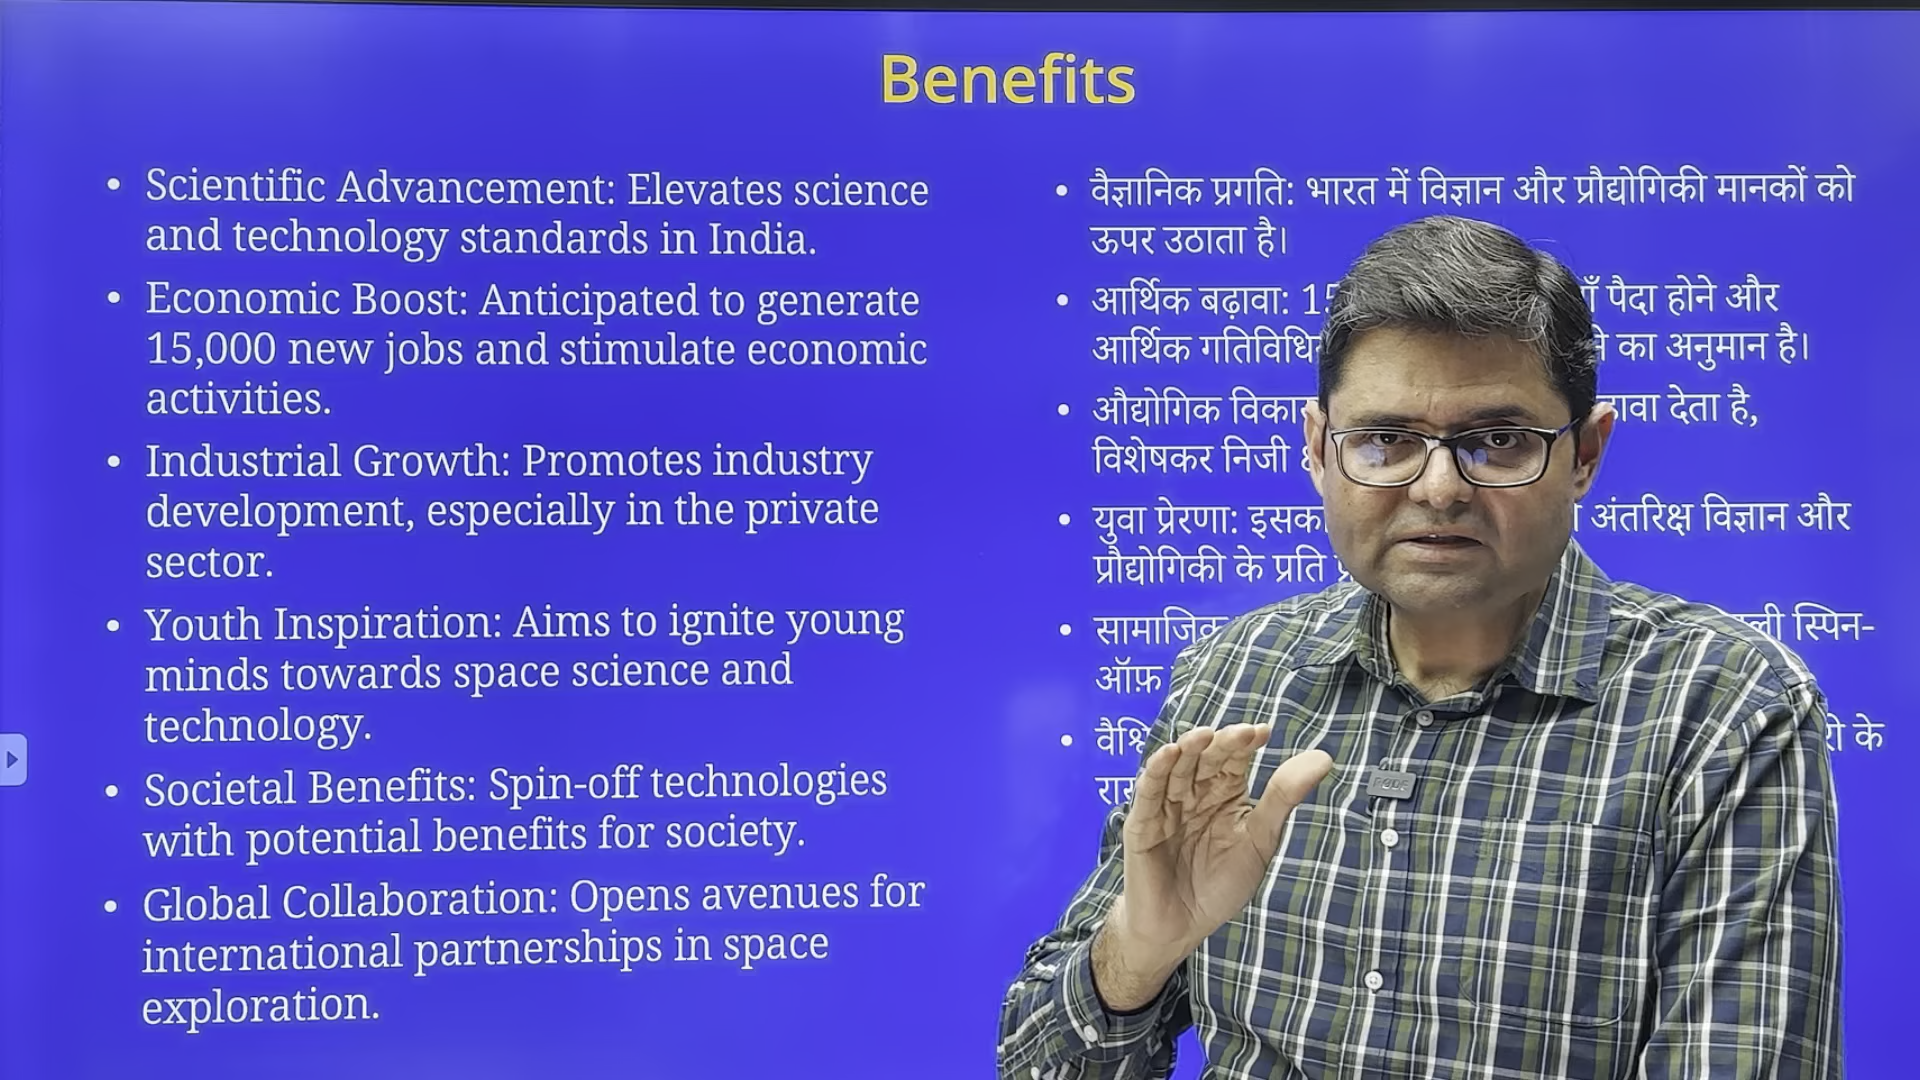 Benefits
• Scientific Advancement: Elevates science
and technology standards in India.
• Economic Boost: Anticipated to generate
15,000 new jobs and stimulate economic
activities.
• Industrial Growth: Promotes industry
development, especially in the private
sector.
• Youth Inspiration: Aims to ignite young
minds towards space science and
technology.
• Societal Benefits: Spin-off technologies
with potential benefits for society.
• Global Collaboration: Opens avenues for
international partnerships in space
exploration.
• वैज्ञानिक प्रगति: भारत में विज्ञान और प्रौद्योगिकी मानकों को
ऊपर उठाता है।
• आर्थिक बढ़ावा: पैदा होने और
आर्थिक का अनुमान है।
• औद्योगिक देता है,
विशेषकर निजी
• युवा प्रेरणा: अंतरिक्ष विज्ञान और
प्रौद्योगिकी के प्रति
• स्पिन-
ऑफ़
• के